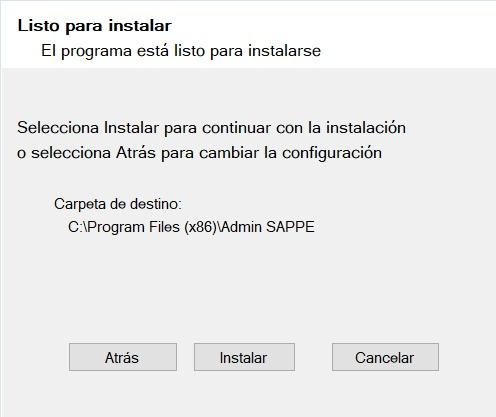 Listo para instalar
El programa está listo para instalarse
Selecciona Instalar para continuar con la instalación
o selecciona Atrás para cambiar la configuración
Carpeta de destino:
C:\Program Files (x86)\Admin SAPPE
Atrás Instalar Cancelar